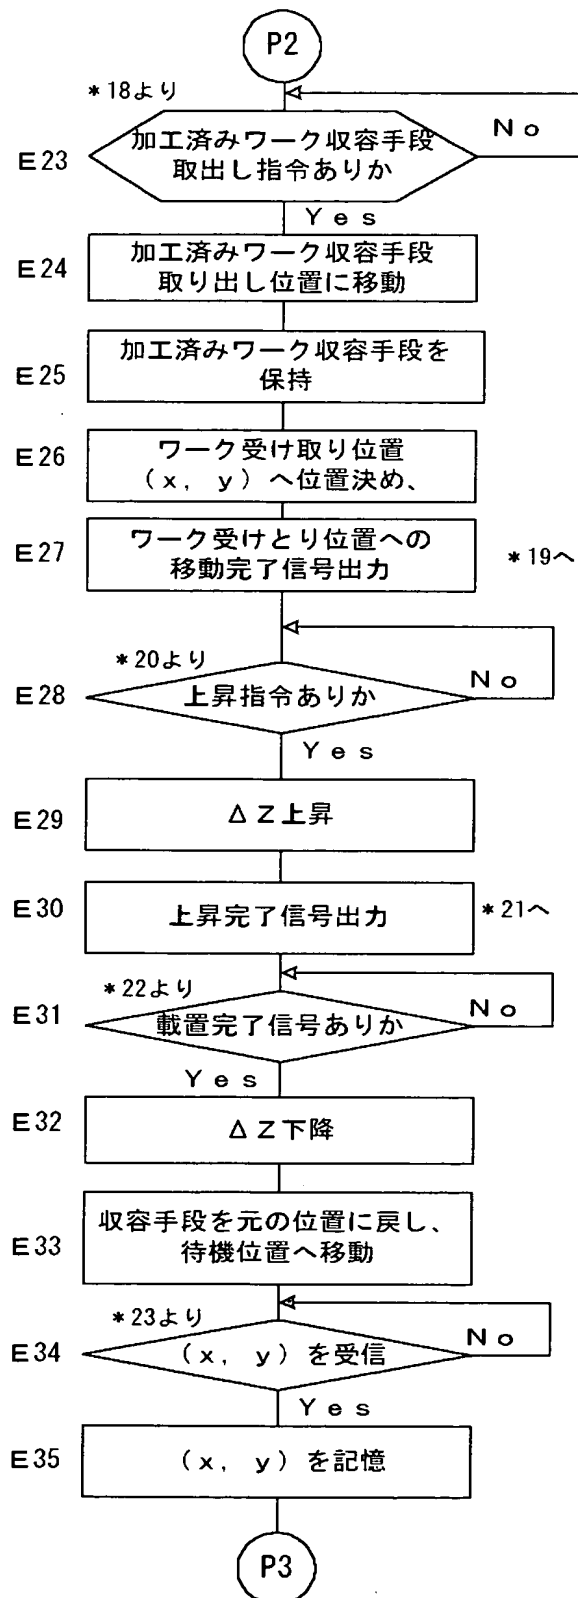 P2
*18より
E23
加工済みワーク収容手段
取出し指令ありか
No
Yes
E24
加工済みワーク収容手段
取り出し位置に移動
E25
加工済みワーク収容手段を
保持
E26
ワーク受け取り位置
(x, y)へ位置決め、
E27
ワーク受けとり位置への
移動完了信号出力
*19へ
*20より
E28
上昇指令ありか
No
Yes
E29
ΔZ上昇
E30
上昇完了信号出力
*21へ
*22より
E31
載置完了信号ありか
No
Yes
E32
ΔZ下降
E33
収容手段を元の位置に戻し、
待機位置へ移動
*23より
E34
(x, y)を受信
No
Yes
E35
(x, y)を記憶
P3